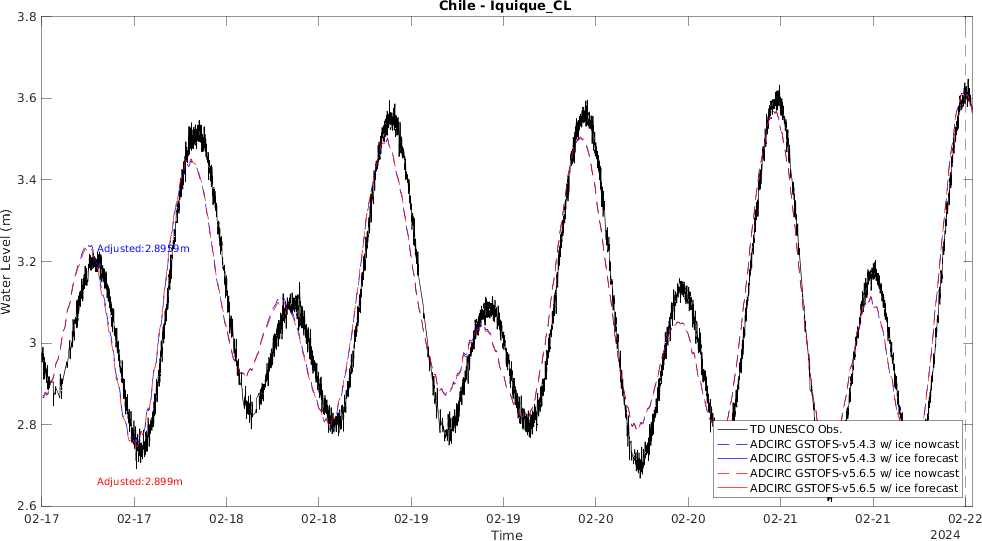 Chile - Iquique_CL
3.8
3.6
3.4
3.2
3
2.8
2.6
Water Level (m)
Adjusted:2.8959m
Adjusted:2.899m
TD UNESCO Obs.
ADCIRC GSTOFS-v5.4.3 w/ ice nowcast
ADCIRC GSTOFS-v5.4.3 w/ ice forecast
ADCIRC GSTOFS-v5.6.5 w/ ice nowcast
ADCIRC GSTOFS-v5.6.5 w/ ice forecast
02-17 02-17 02-18 02-18 02-19 02-19 02-20 02-20 02-21 02-21 02-22
Time
2024